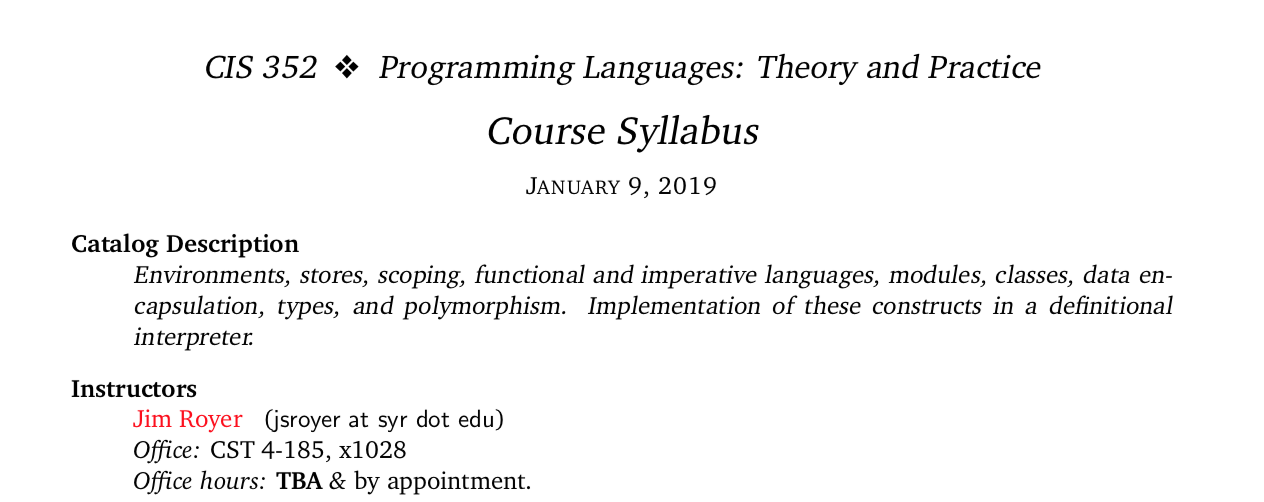 CIS 352 ❖ Programming Languages: Theory and Practice
Course Syllabus
JANUARY 9, 2019
Catalog Description
Environments, stores, scoping, functional and imperative languages, modules, classes, data en-
capsulation, types, and polymorphism. Implementation of these constructs in a definitional
interpreter.
Instructors
Jim Royer (jsroyer at syr dot edu)
Office: CST 4-185, x1028
Office hours: TBA & by appointment.